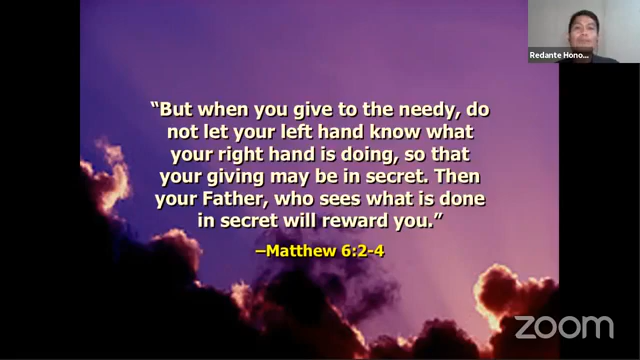 Redante Hono...
“But when you give to the needy, do
not let your left hand know what
your right hand is doing, so that
your giving may be in secret. Then
your Father, who sees what is done
in secret will reward you.”
–Matthew 6:2-4
zoom